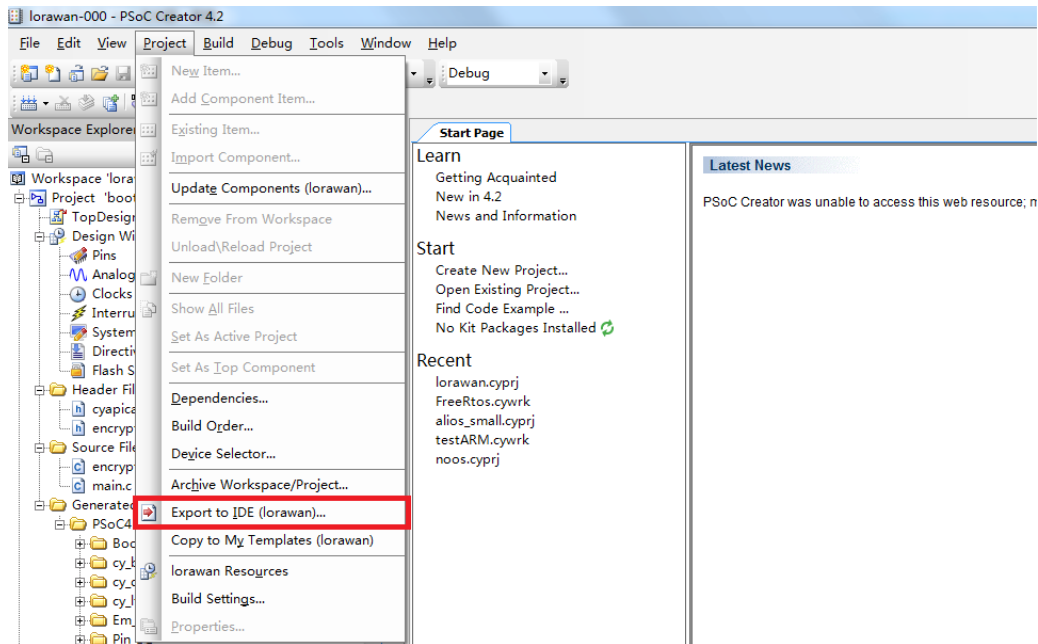 lorawan-000 - PSoC Creator 4.2
File Edit View Project Build Debug Tools Window Help
Debug
New Item...
Add Component Item...
Existing Item...
Import Component...
Update Components (lorawan)...
Remove From Workspace
Unload\Reload Project
New Folder
Show All Files
Set As Active Project
Set As Top Component
Dependencies...
Build Order...
Device Selector...
Archive Workspace/Project...
Export to IDE (lorawan)...
Copy to My Templates (lorawan)
lorawan Resources
Build Settings...
Properties...
Workspace Explore
Workspace 'lora
Project 'boo
TopDesign
Design Wi
Pins
Analog
Clocks
Interru
System
Directi
Flash S
Header Fil
cyapica
encryp
Source File
encryp
main.c
Generated
PSoC4
Boo
cy_b
cy_
cy_l
Em_
Pin
Start Page
Learn
Getting Acquainted
New in 4.2
News and Information
Start
Create New Project...
Open Existing Project...
Find Code Example ...
No Kit Packages Installed
Recent
lorawan.cyprj
FreeRtos.cywrk
alios_small.cyprj
testARM.cywrk
noos.cyprj
Latest News
PSoC Creator was unable to access this web resource; m